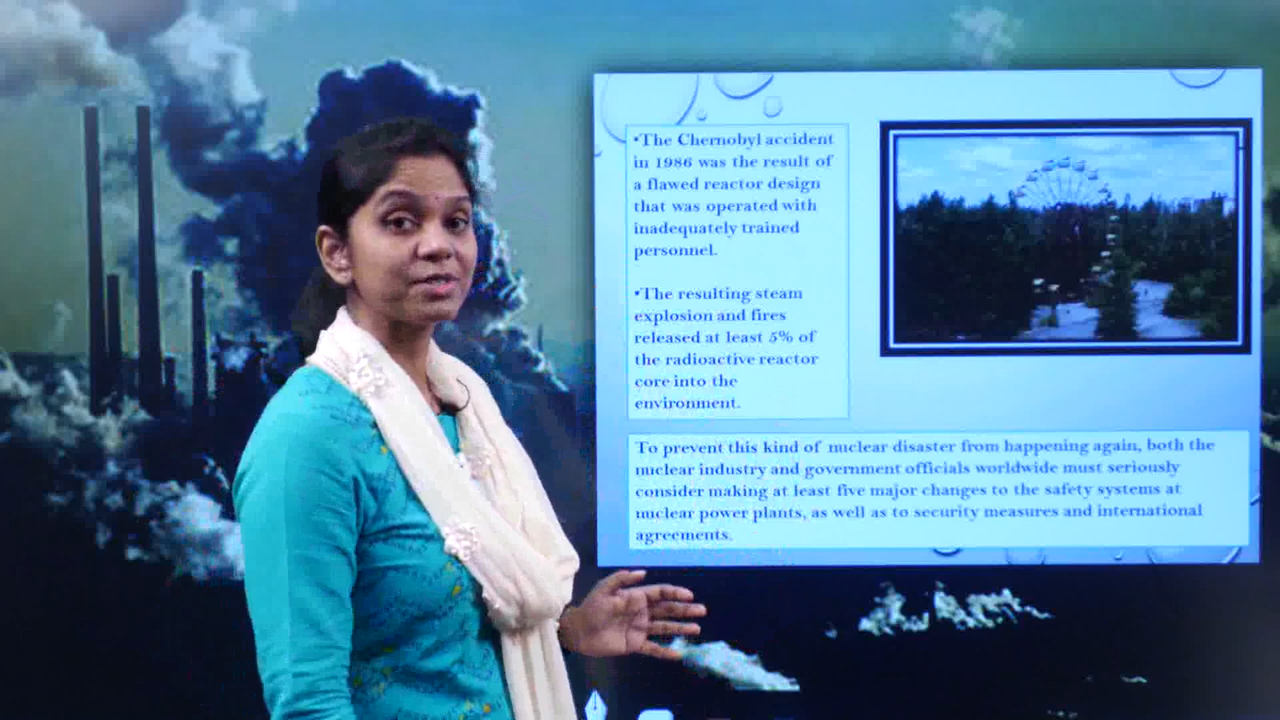 •The Chernobyl accident
in 1986 was the result of
a flawed reactor design
that was operated with
inadequately trained
personnel.
•The resulting steam
explosion and fires
released at least 5% of
the radioactive reactor
core into the
environment.
To prevent this kind of nuclear disaster from happening again, both the
nuclear industry and government officials worldwide must seriously
consider making at least five major changes to the safety systems at
nuclear power plants, as well as to security measures and international
agreements.